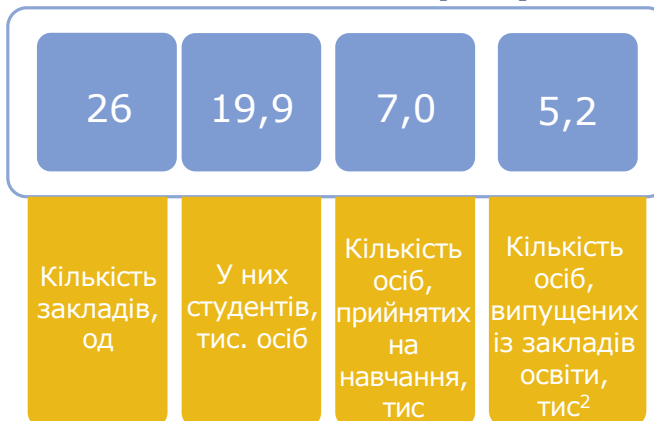 26
19,9
7,0
5,2
Кількість
закладів,
од
У них
студентів,
тис. осіб
Кількість
осіб,
прийнятих
на
навчання,
тис
Кількість
осіб,
випущених
із закладів
освіти,
тис²